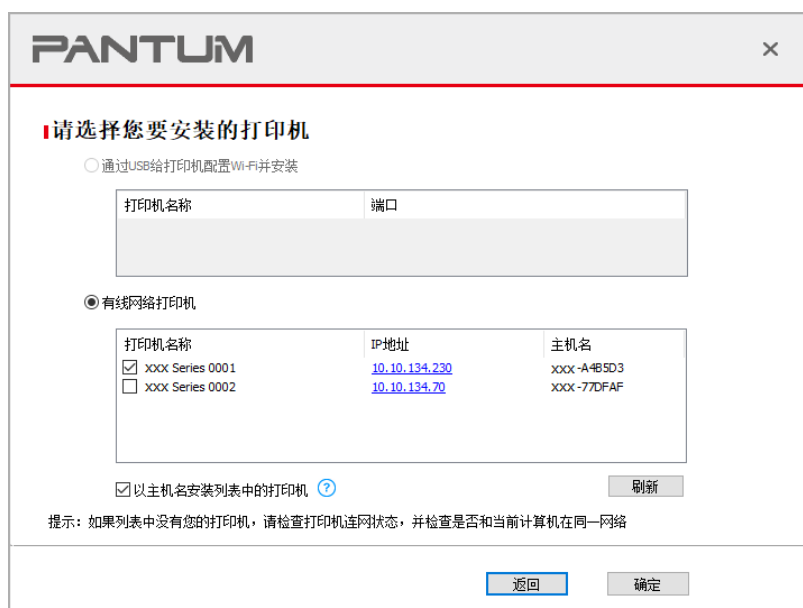 PANTUM
请选择您要安装的打印机
通过USB给打印机配置Wi-Fi并安装
打印机名称 端口
有线网络打印机
打印机名称 IP地址 主机名
xxx Series 0001 10.10.134.230 xxx-A4B5D3
xxx Series 0002 10.10.134.70 xxx-77DFAF
以主机名安装列表中的打印机 ? 刷新
提示：如果列表中没有您的打印机，请检查打印机连网状态，并检查是否和当前计算机在同一网络
返回 确定